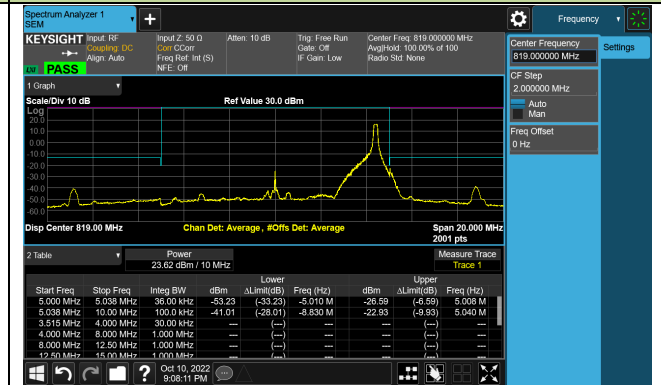 Spectrum Analyzer 1
SEM
Frequency
KEYSIGHT Input: RF Input Z: 50 Ω Atten: 10 dB Trig: Free Run Center Freq: 819.000000 MHz
Coupling: DC Corr CCorr Gate: Off Avg|Hold: 100.00% of 100
Align: Auto Freq Ref: Int (S) IF Gain: Low Radio Std: None
NFE: Off
LXI PASS
Center Frequency
819.000000 MHz
Settings
CF Step
2.000000 MHz
Auto
Man
Freq Offset
0 Hz
1 Graph
Scale/Div 10 dB Ref Value 30.0 dBm
Log
20.0
10.0
0.00
-10.0
-20.0
-30.0
-40.0
-50.0
-60.0
Disp Center 819.00 MHz Chan Det: Average, #Offs Det: Average Span 20.000 MHz
2001 pts
2 Table Power Measure Trace
23.62 dBm / 10 MHz Trace 1
Lower Upper
Start Freq Stop Freq Integ BW dBm ΔLimit(dB) Freq (Hz) dBm ΔLimit(dB) Freq (Hz)
5.000 MHz 5.038 MHz 36.00 kHz -53.23 (-33.23) -5.010 M -26.59 (-6.59) 5.008 M
5.038 MHz 10.00 MHz 100.0 kHz -41.01 (-28.01) -8.830 M -22.93 (-9.93) 5.040 M
3.515 MHz 4.000 MHz 30.00 kHz --- (---) --- (---)
4.000 MHz 8.000 MHz 1.000 MHz --- (---) --- (---)
8.000 MHz 12.50 MHz 1.000 MHz --- (---) --- (---)
12.50 MHz 15.00 MHz 1.000 MHz --- (---) --- (---)
Oct 10, 2022
9:08:11 PM